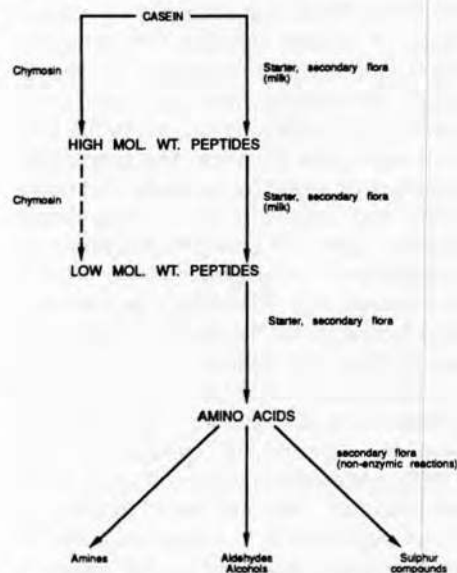 CASEIN
Chymosin
Starter, secondary flora
(milk)
HIGH MOL. WT. PEPTIDES
Chymosin
Starter, secondary flora
(milk)
LOW MOL. WT. PEPTIDES
Starter, secondary flora
AMINO ACIDS
secondary flora
(non-enzymic reactions)
Amines
Aldehydes
Alcohols
Sulphur
compounds